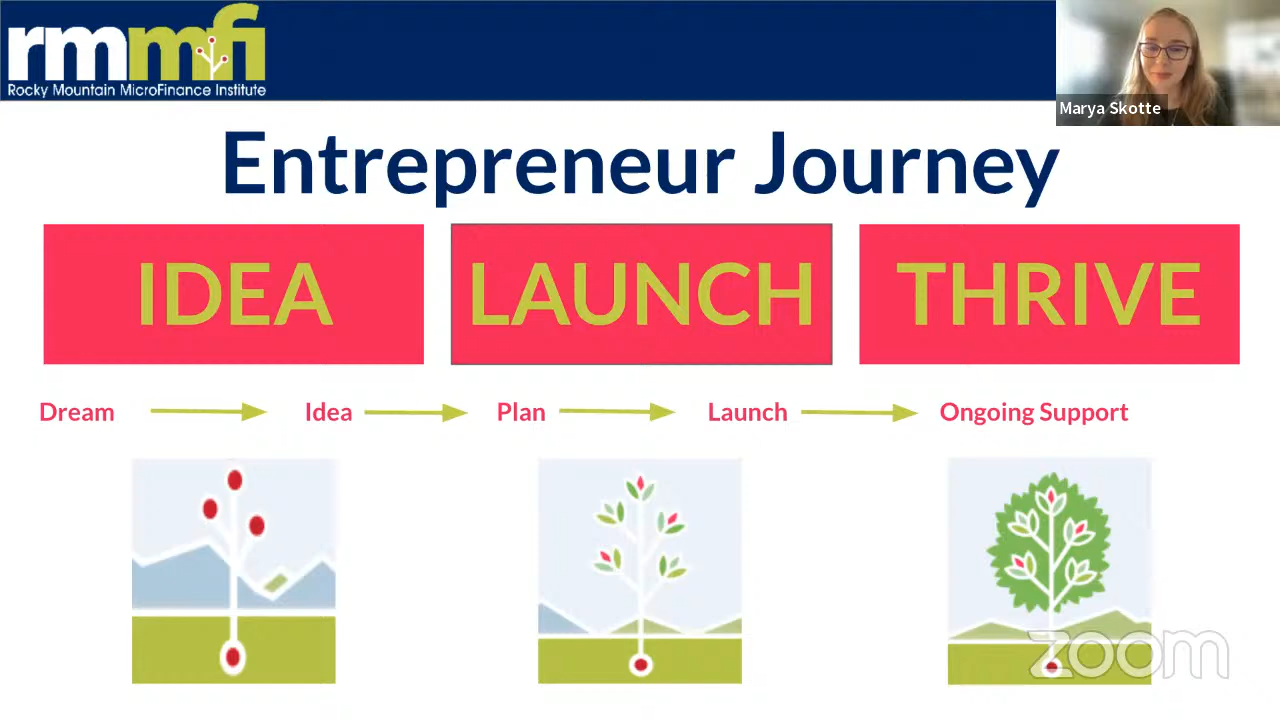 rmmfi
Rocky Mountain MicroFinance Institute
Marya Skotte
Entrepreneur Journey
IDEA LAUNCH THRIVE
Dream Idea Plan Launch Ongoing Support
zoom